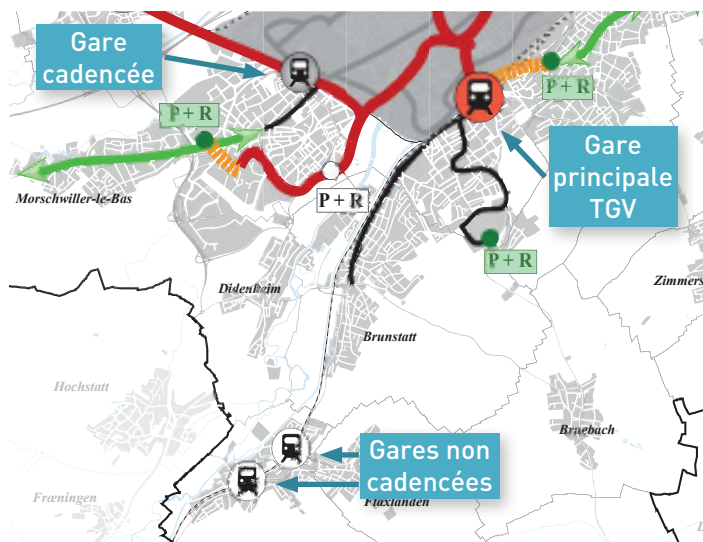 Gare
cadencée
P + R
P + R
Gare
principale
TGV
Morschwiller-le-Bas
P + R
P + R
Didenheim
Zimmers
Brunstatt
Hochstatt
Bruebach
Gares non
cadencées
Frœningen
Flaxlanden